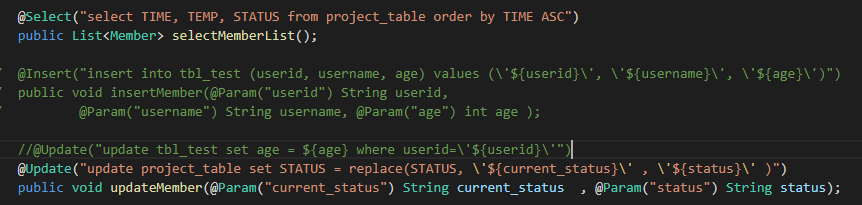 @Select("select TIME, TEMP, STATUS from project_table order by TIME ASC")
public List<Member> selectMemberList();
@Insert("insert into tbl_test (userid, username, age) values (\'${userid}\', \'${username}\', \'${age}\')")
public void insertMember(@Param("userid") String userid,
@Param("username") String username, @Param("age") int age );
//@Update("update tbl_test set age = ${age} where userid=\'${userid}\'")
@Update("update project_table set STATUS = replace(STATUS, \'${current_status}\' , \'${status}\' )")
public void updateMember(@Param("current_status") String current_status  , @Param("status") String status);